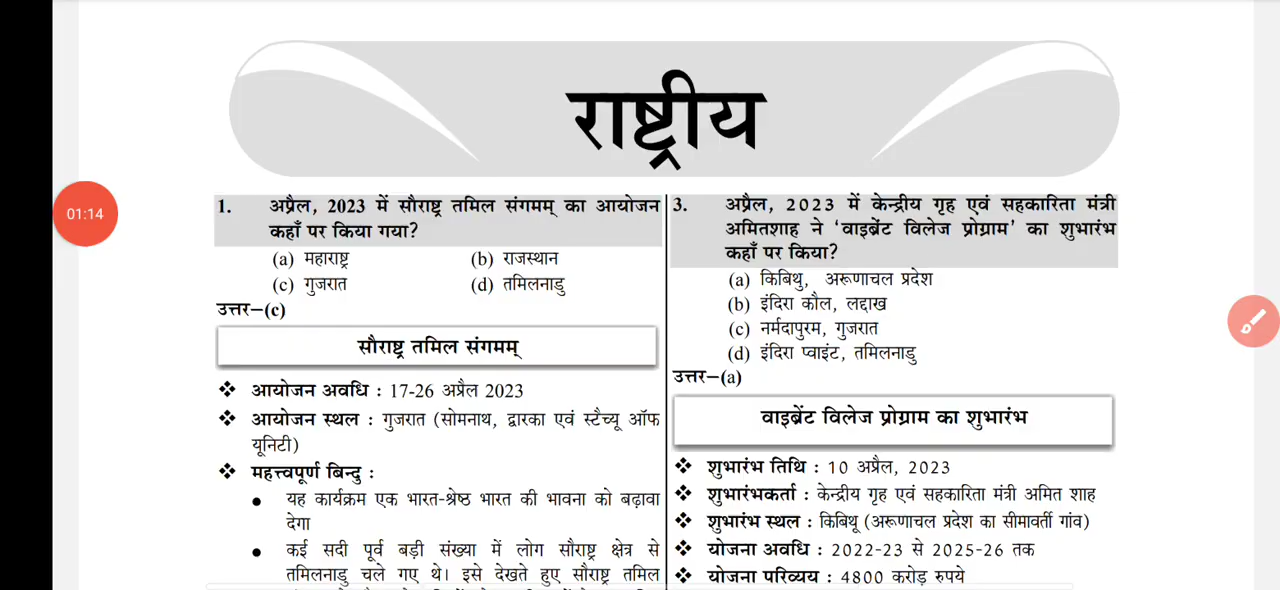 राष्ट्रीय
01:14
1. अप्रैल, 2023 में सौराष्ट्र तमिल संगमम् का आयोजन
कहाँ पर किया गया?
(a) महाराष्ट्र (b) राजस्थान
(c) गुजरात (d) तमिलनाडु
उत्तर–(c)
सौराष्ट्र तमिल संगमम्
❖ आयोजन अवधि : 17-26 अप्रैल 2023
❖ आयोजन स्थल : गुजरात (सोमनाथ, द्वारका एवं स्टैच्यू ऑफ
यूनिटी)
❖ महत्त्वपूर्ण बिन्दु :
● यह कार्यक्रम एक भारत-श्रेष्ठ भारत की भावना को बढ़ावा
देगा
● कई सदी पूर्व बड़ी संख्या में लोग सौराष्ट्र क्षेत्र से
तमिलनाडु चले गए थे। इसे देखते हुए सौराष्ट्र तमिल
3. अप्रैल, 2023 में केन्द्रीय गृह एवं सहकारिता मंत्री
अमितशाह ने ‘वाइब्रेंट विलेज प्रोग्राम’ का शुभारंभ
कहाँ पर किया?
(a) किबिथु, अरूणाचल प्रदेश
(b) इंदिरा कौल, लद्दाख
(c) नर्मदापुरम, गुजरात
(d) इंदिरा प्वाइंट, तमिलनाडु
उत्तर–(a)
वाइब्रेंट विलेज प्रोग्राम का शुभारंभ
❖ शुभारंभ तिथि : 10 अप्रैल, 2023
❖ शुभारंभकर्ता : केन्द्रीय गृह एवं सहकारिता मंत्री अमित शाह
❖ शुभारंभ स्थल : किबिथू (अरूणाचल प्रदेश का सीमावर्ती गांव)
❖ योजना अवधि : 2022-23 से 2025-26 तक
❖ योजना परिव्यय : 4800 करोड़ रुपये